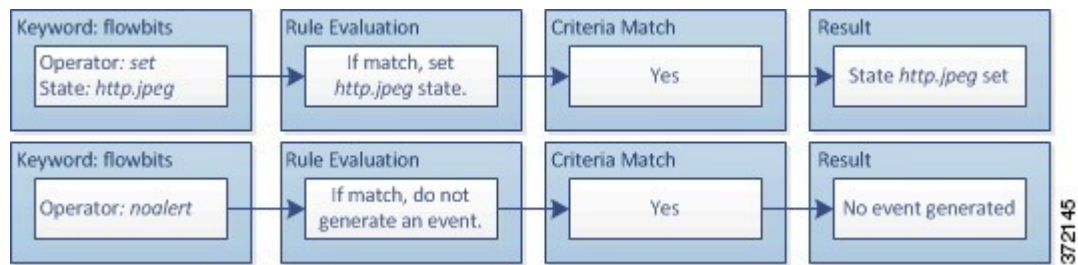 Keyword: flowbits
Operator: set
State: http.jpeg
Rule Evaluation
If match, set
http.jpeg state.
Criteria Match
Yes
Result
State http.jpeg set
Keyword: flowbits
Operator: noalert
Rule Evaluation
If match, do not
generate an event.
Criteria Match
Yes
Result
No event generated
372145